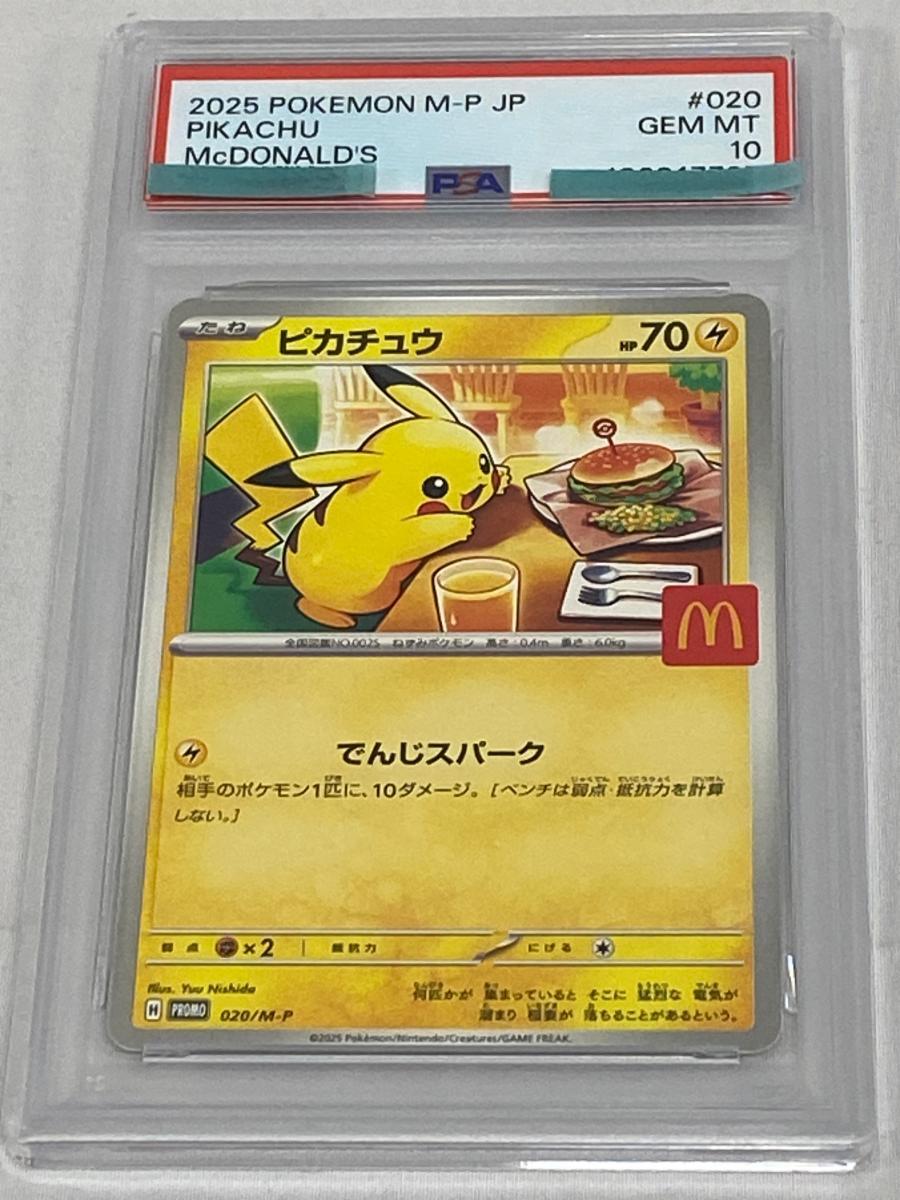 2025 POKEMON M-P JP #020
PIKACHU GEM MT
McDONALD'S 10
PSA
たね ピカチュウ HP70
全国図鑑NO.0025 ねずみポケモン 高さ:0.4m 重さ:6.0kg
でんじスパーク
相手のポケモン1匹に、10ダメージ。[ベンチは弱点・抵抗力を計算
しない。]
弱点 ×2 抵抗力 にげる
Illus. Yuu Nishida
何匹かが 集まっていると そこに 猛烈な 電気が
H PROMO 020/M-P 溜まり 稲妻が 落ちることがあるという。
©2025 Pokémon/Nintendo/Creatures/GAME FREAK.